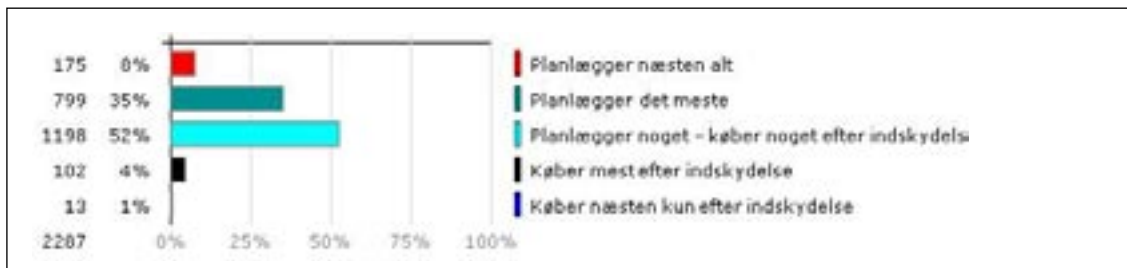 175 8% Planlægger næsten alt
799 35% Planlægger det meste
1198 52% Planlægger noget - køber noget efter indskydels
102 4% Køber mest efter indskydelse
13 1% Køber næsten kun efter indskydelse
2287 0% 25% 50% 75% 100%